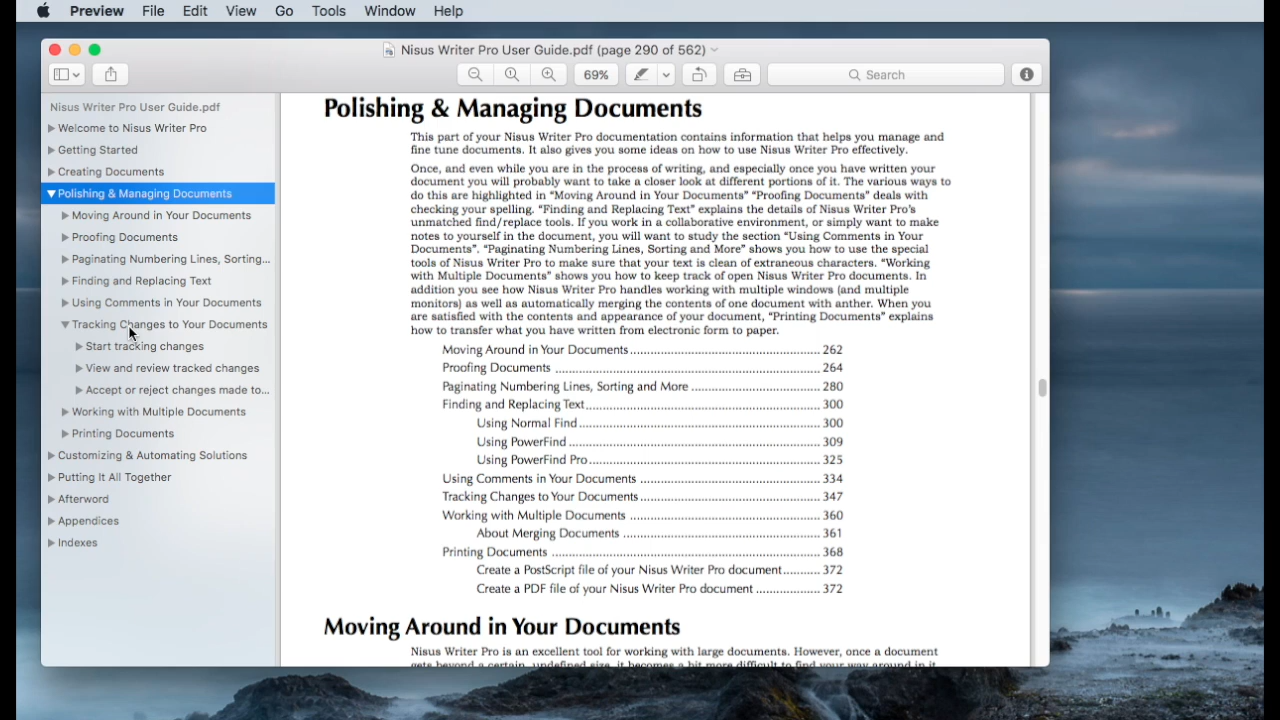 Preview File Edit View Go Tools Window Help
Nisus Writer Pro User Guide.pdf (page 290 of 562)
69%
Search
Nisus Writer Pro User Guide.pdf
Welcome to Nisus Writer Pro
Getting Started
Creating Documents
Polishing & Managing Documents
Moving Around in Your Documents
Proofing Documents
Paginating Numbering Lines, Sorting...
Finding and Replacing Text
Using Comments in Your Documents
Tracking Changes to Your Documents
Start tracking changes
View and review tracked changes
Accept or reject changes made to...
Working with Multiple Documents
Printing Documents
Customizing & Automating Solutions
Putting It All Together
Afterword
Appendices
Indexes
Polishing & Managing Documents
This part of your Nisus Writer Pro documentation contains information that helps you manage and
fine tune documents. It also gives you some ideas on how to use Nisus Writer Pro effectively.
Once, and even while you are in the process of writing, and especially once you have written your
document you will probably want to take a closer look at different portions of it. The various ways to
do this are highlighted in “Moving Around in Your Documents” “Proofing Documents” deals with
checking your spelling. “Finding and Replacing Text” explains the details of Nisus Writer Pro’s
unmatched find/replace tools. If you work in a collaborative environment, or simply want to make
notes to yourself in the document, you will want to study the section “Using Comments in Your
Documents”. “Paginating Numbering Lines, Sorting and More” shows you how to use the special
tools of Nisus Writer Pro to make sure that your text is clean of extraneous characters. “Working
with Multiple Documents” shows you how to keep track of open Nisus Writer Pro documents. In
addition you see how Nisus Writer Pro handles working with multiple windows (and multiple
monitors) as well as automatically merging the contents of one document with anther. When you
are satisfied with the contents and appearance of your document, “Printing Documents” explains
how to transfer what you have written from electronic form to paper.
Moving Around in Your Documents ........ 262
Proofing Documents ........ 264
Paginating Numbering Lines, Sorting and More ........ 280
Finding and Replacing Text ........ 300
Using Normal Find ........ 300
Using PowerFind ........ 309
Using PowerFind Pro ........ 325
Using Comments in Your Documents ........ 334
Tracking Changes to Your Documents ........ 347
Working with Multiple Documents ........ 360
About Merging Documents ........ 361
Printing Documents ........ 368
Create a PostScript file of your Nisus Writer Pro document ........ 372
Create a PDF file of your Nisus Writer Pro document ........ 372
Moving Around in Your Documents
Nisus Writer Pro is an excellent tool for working with large documents. However, once a document
gets beyond a certain, undefined size, it becomes a bit more difficult to find your way around in it.